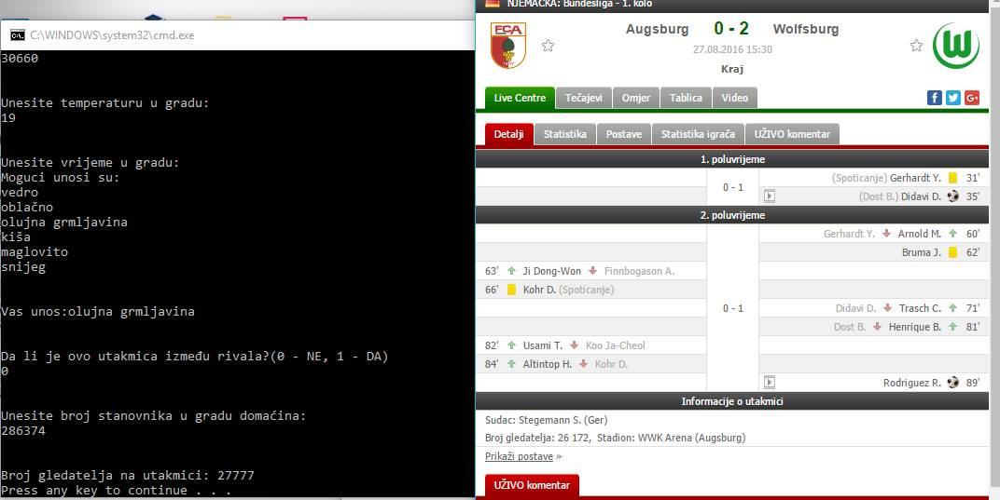 C:\WINDOWS\system32\cmd.exe
30660
Unesite temperaturu u gradu:
19
Unesite vrijeme u gradu:
Moguci unosi su:
vedro
oblačno
olujna grmljavina
kiša
maglovito
snijeg
Vas unos:olujna grmljavina
Da li je ovo utakmica između rivala?(0 - NE, 1 - DA)
0
Unesite broj stanovnika u gradu domaćina:
286374
Broj gledatelja na utakmici: 27777
Press any key to continue . . .
NJEMAČKA: Bundesliga - 1. kolo
FCA
Augsburg 0 - 2 Wolfsburg
27.08.2016 15:30
Kraj
Live Centre Tečajevi Omjer Tablica Video
Detalji Statistika Postave Statistika igrača UŽIVO komentar
1. poluvrijeme
0 - 1
(Spoticanje) Gerhardt Y. 31'
(Dost B.) Didavi D. 35'
2. poluvrijeme
Gerhardt Y. Arnold M. 60'
Bruma J. 62'
63' Ji Dong-Won Finnbogason A.
66' Kohr D. (Spoticanje)
0 - 1
Didavi D. Trasch C. 71'
Dost B. Henrique B. 81'
82' Usami T. Koo Ja-Cheol
84' Altintop H. Kohr D.
Rodriguez R. 89'
Informacije o utakmici
Sudac: Stegemann S. (Ger)
Broj gledatelja: 26 172, Stadion: WWK Arena (Augsburg)
Prikaži postave »
UŽIVO komentar